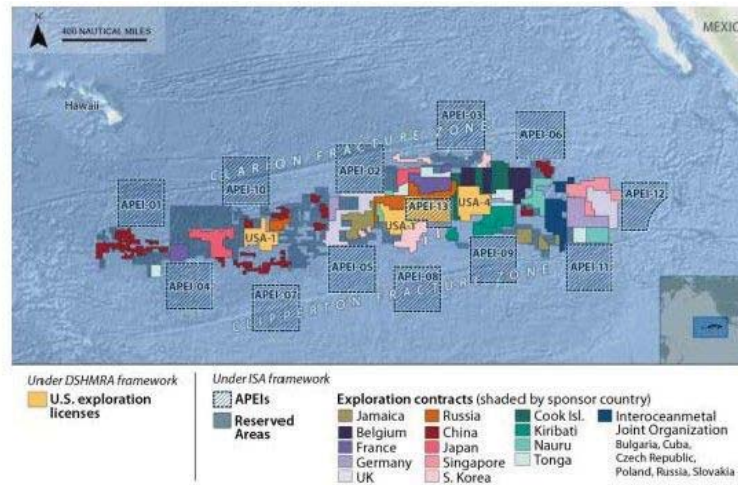 N
400 NAUTICAL MILES
MEXIC
Hawaii
CLARION FRACTURE ZONE
APEI-03
APEI-06
APEI-02
APEI-10
APEI-01
APEI-12
APEI-13
USA-4
USA-1
APEI-09
APEI-11
APEI-05
APEI-08
APEI-04
APEI-07
CLIPPERTON FRACTURE ZONE
Under DSHMRA framework
U.S. exploration
licenses
Under ISA framework
APEIs
Reserved
Areas
Exploration contracts (shaded by sponsor country)
Jamaica
Belgium
France
Germany
UK
Russia
China
Japan
Singapore
S. Korea
Cook Isl.
Kiribati
Nauru
Tonga
Interoceanmetal
Joint Organization
Bulgaria, Cuba,
Czech Republic,
Poland, Russia, Slovakia